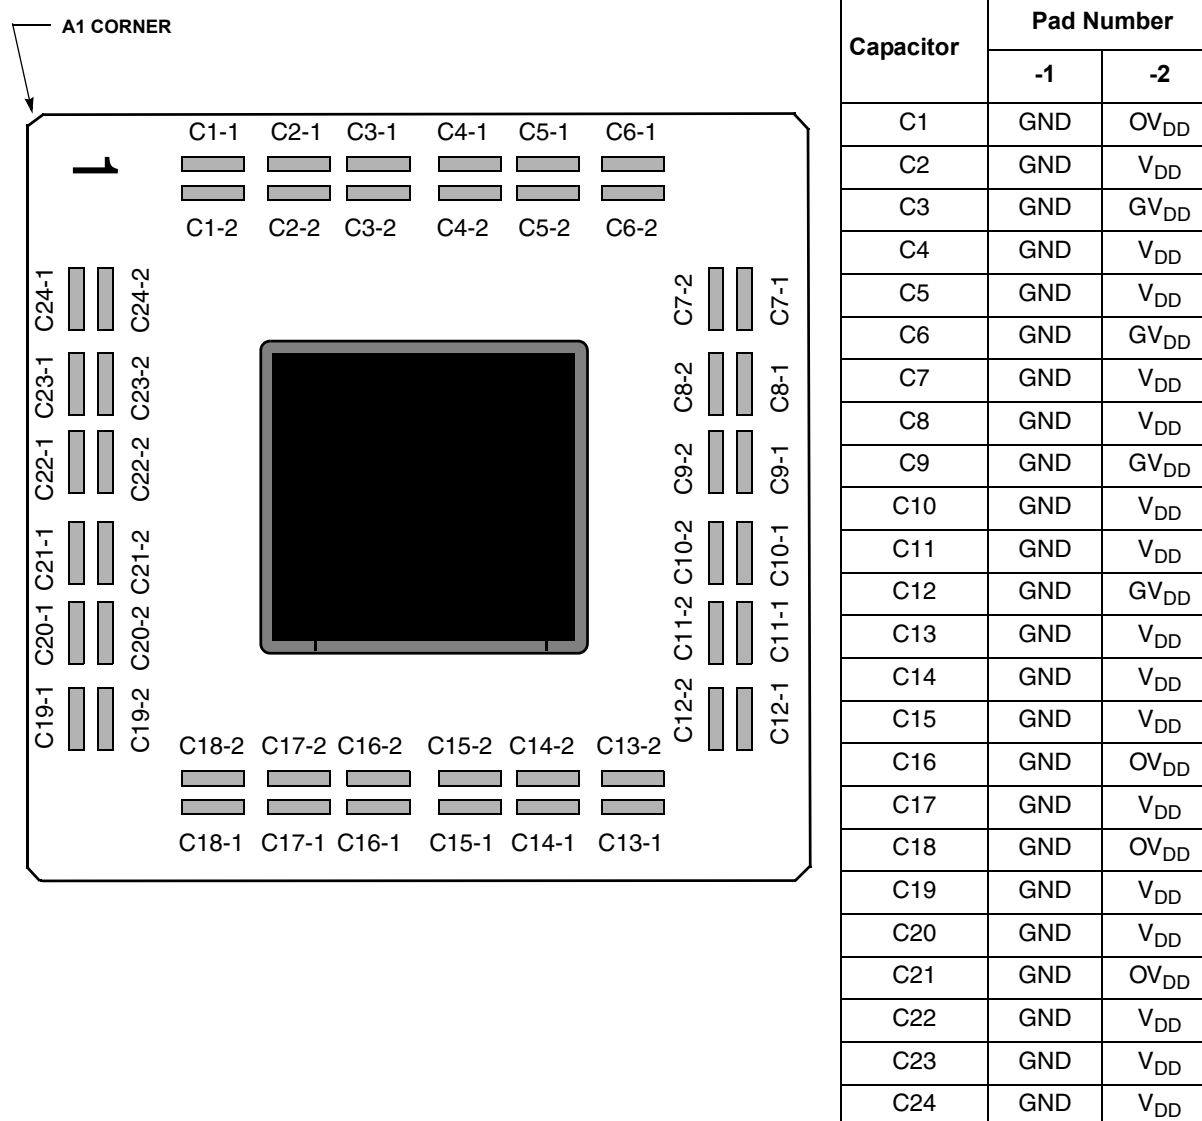 A1 CORNER
1
C1-1 C2-1 C3-1 C4-1 C5-1 C6-1
C1-2 C2-2 C3-2 C4-2 C5-2 C6-2
C24-1 C24-2 C7-2 C7-1
C23-1 C23-2 C8-2 C8-1
C22-1 C22-2 C9-2 C9-1
C21-1 C21-2 C10-2 C10-1
C20-1 C20-2 C11-2 C11-1
C19-1 C19-2 C12-2 C12-1
C18-2 C17-2 C16-2 C15-2 C14-2 C13-2
C18-1 C17-1 C16-1 C15-1 C14-1 C13-1
Capacitor Pad Number
-1 -2
C1 GND OVDD
C2 GND VDD
C3 GND GVDD
C4 GND VDD
C5 GND VDD
C6 GND GVDD
C7 GND VDD
C8 GND VDD
C9 GND GVDD
C10 GND VDD
C11 GND VDD
C12 GND GVDD
C13 GND VDD
C14 GND VDD
C15 GND VDD
C16 GND OVDD
C17 GND VDD
C18 GND OVDD
C19 GND VDD
C20 GND VDD
C21 GND OVDD
C22 GND VDD
C23 GND VDD
C24 GND VDD